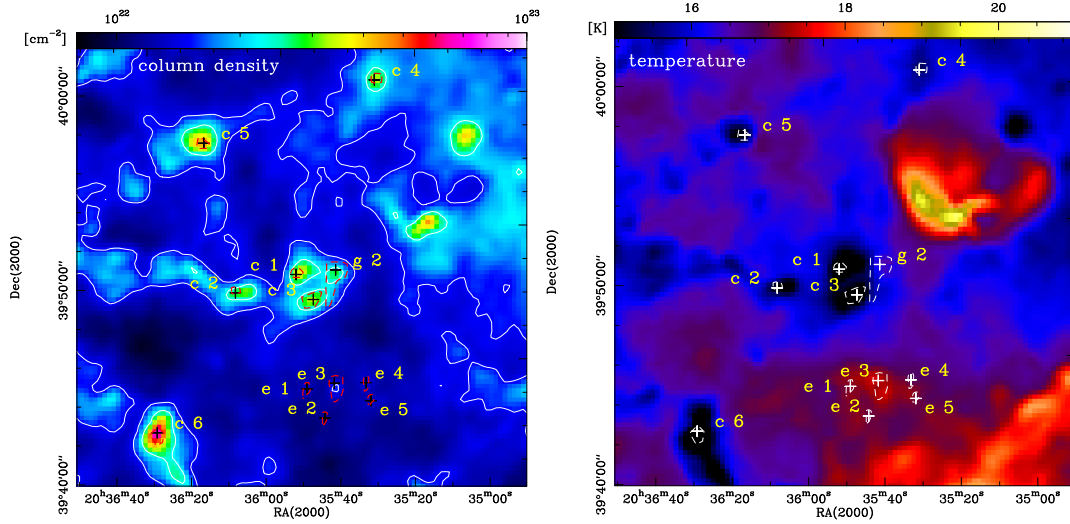 10²² 10²³
[cm⁻²]
column density
c 4
c 5
c 1
g 2
c 2 c 3
e 3 e 4
e 1
e 2 e 5
c 6
40°00'00"
39°50'00"
39°40'00"
Dec(2000)
20ʰ36ᵐ40ˢ 36ᵐ20ˢ 36ᵐ00ˢ 35ᵐ40ˢ 35ᵐ20ˢ 35ᵐ00ˢ
RA(2000)
16 18 20
[K]
temperature
c 4
c 5
c 1 g 2
c 2 c 3
e 3 e 4
e 1
e 2 e 5
c 6
40°00'00"
39°50'00"
39°40'00"
Dec(2000)
20ʰ36ᵐ40ˢ 36ᵐ20ˢ 36ᵐ00ˢ 35ᵐ40ˢ 35ᵐ20ˢ 35ᵐ00ˢ
RA(2000)